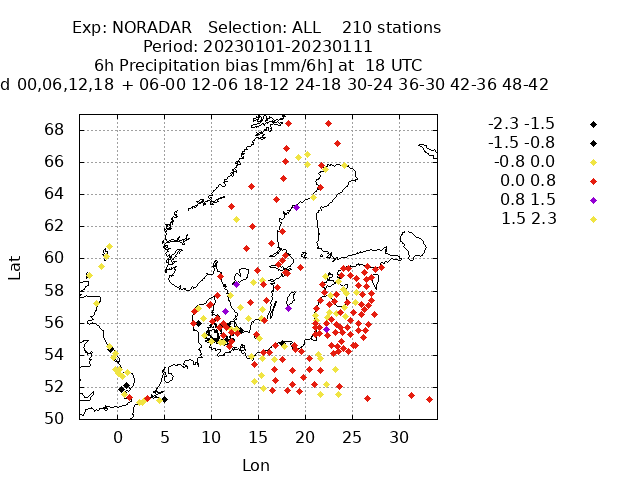 Exp: NORADAR Selection: ALL 210 stations
Period: 20230101-20230111
6h Precipitation bias [mm/6h] at 18 UTC
d 00,06,12,18 + 06-00 12-06 18-12 24-18 30-24 36-30 42-36 48-42
-2.3 -1.5
-1.5 -0.8
-0.8 0.0
0.0 0.8
0.8 1.5
1.5 2.3
68
66
64
62
60
58
56
54
52
50
Lat
0 5 10 15 20 25 30
Lon